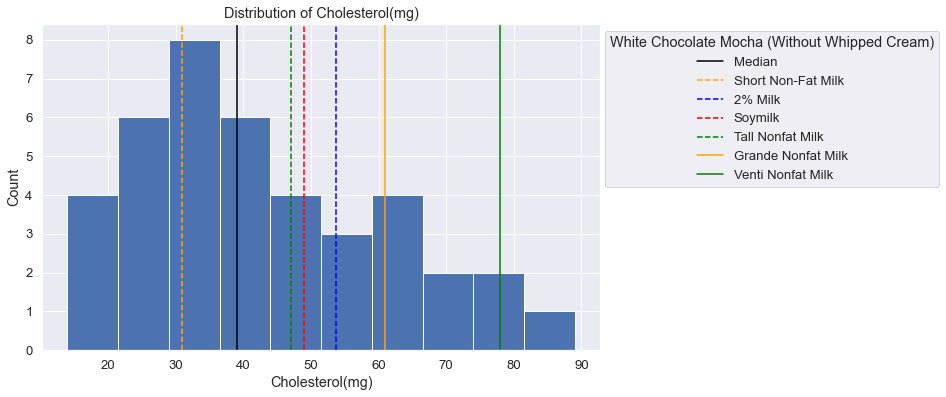 Distribution of Cholesterol(mg)
8
7
6
5
4
3
2
1
0
Count
20 30 40 50 60 70 80 90
Cholesterol(mg)
White Chocolate Mocha (Without Whipped Cream)
Median
Short Non-Fat Milk
2% Milk
Soymilk
Tall Nonfat Milk
Grande Nonfat Milk
Venti Nonfat Milk